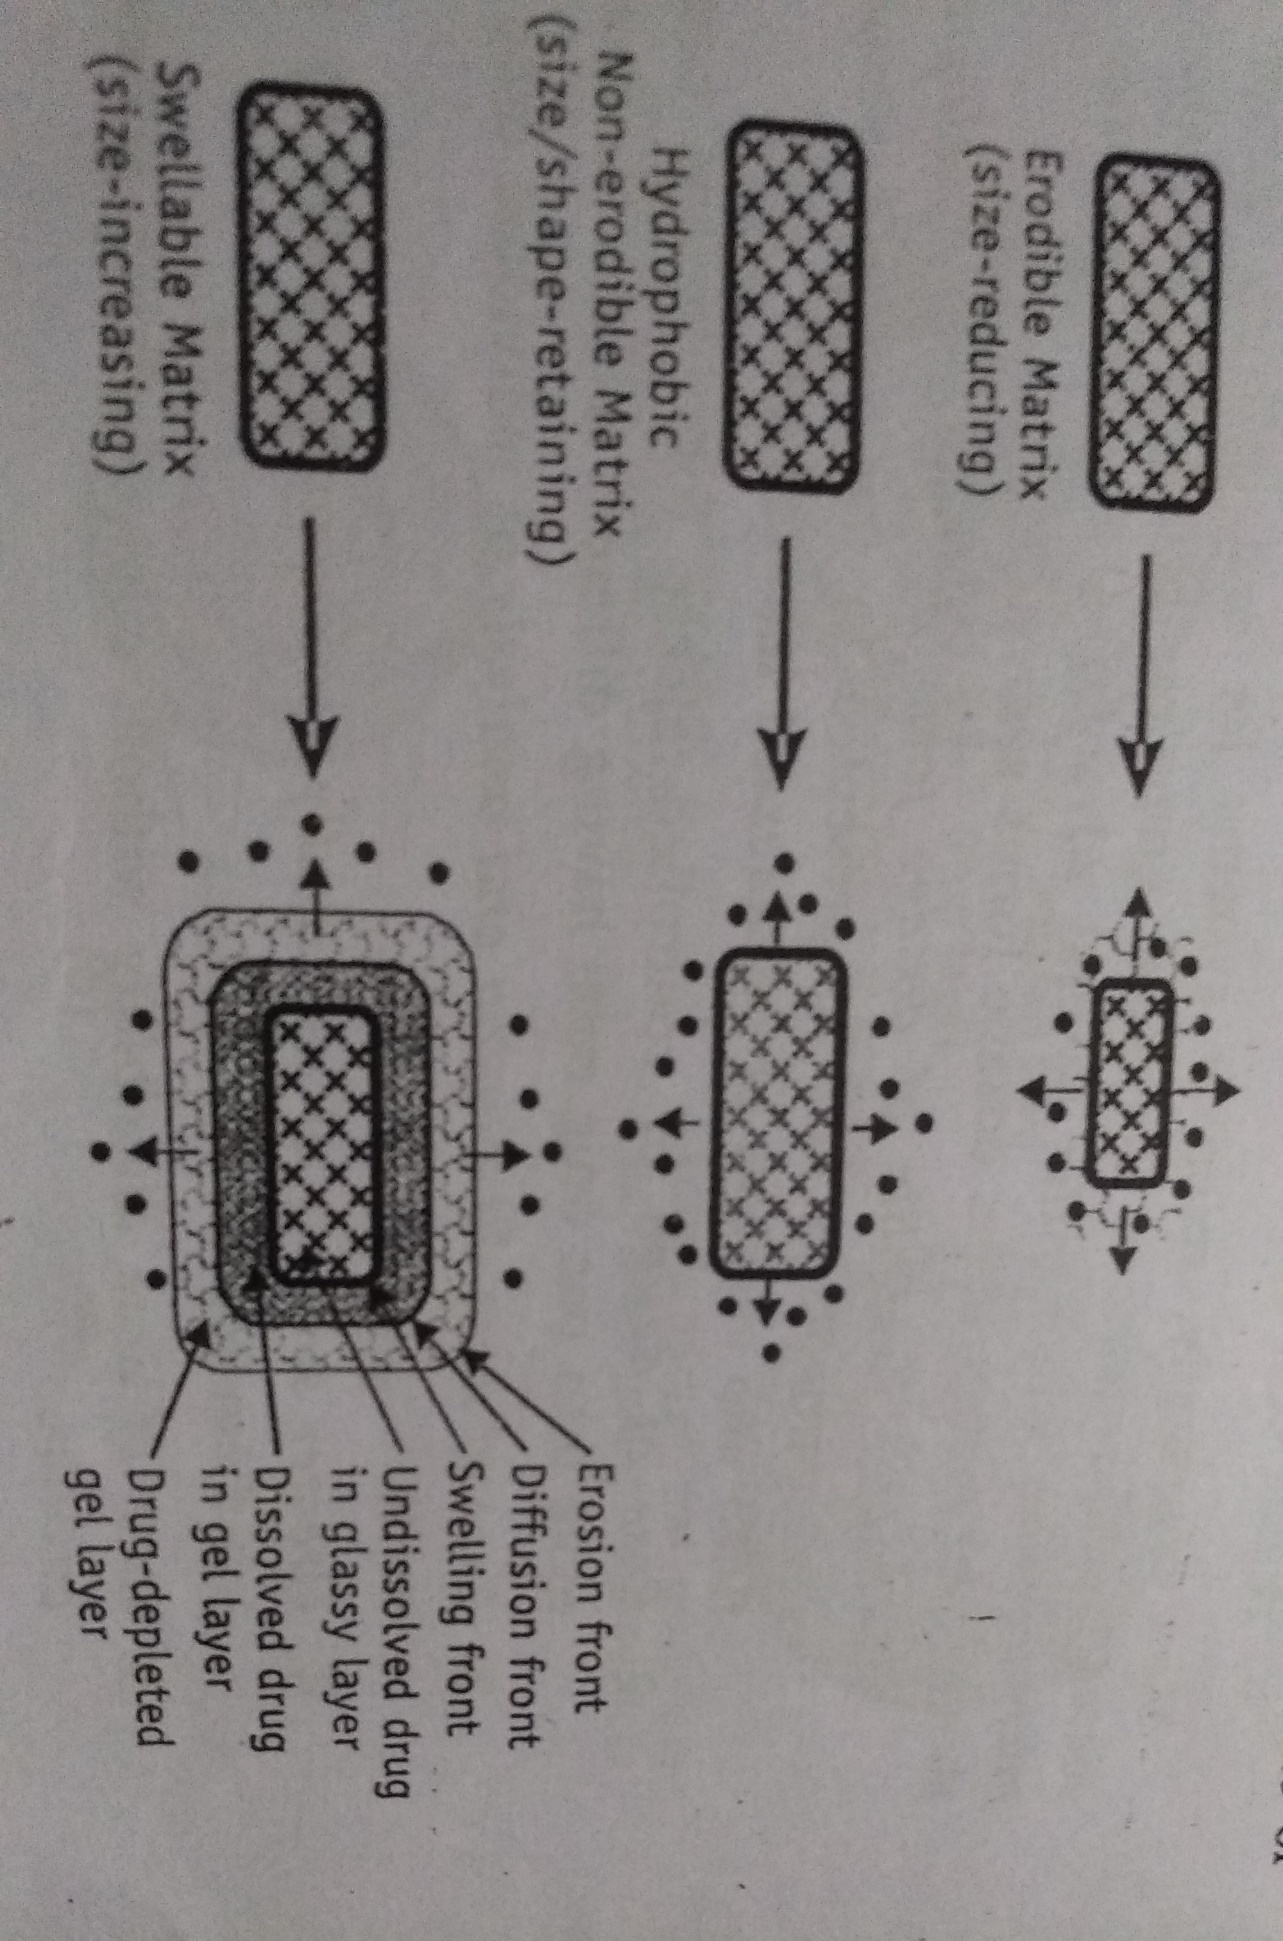 Erodible Matrix
(size-reducing)
Hydrophobic
Non-erodible Matrix
(size/shape-retaining)
Swellable Matrix
(size-increasing)
Erosion front
Diffusion front
Swelling front
Undissolved drug
in glassy layer
Dissolved drug
in gel layer
Drug-depleted
gel layer